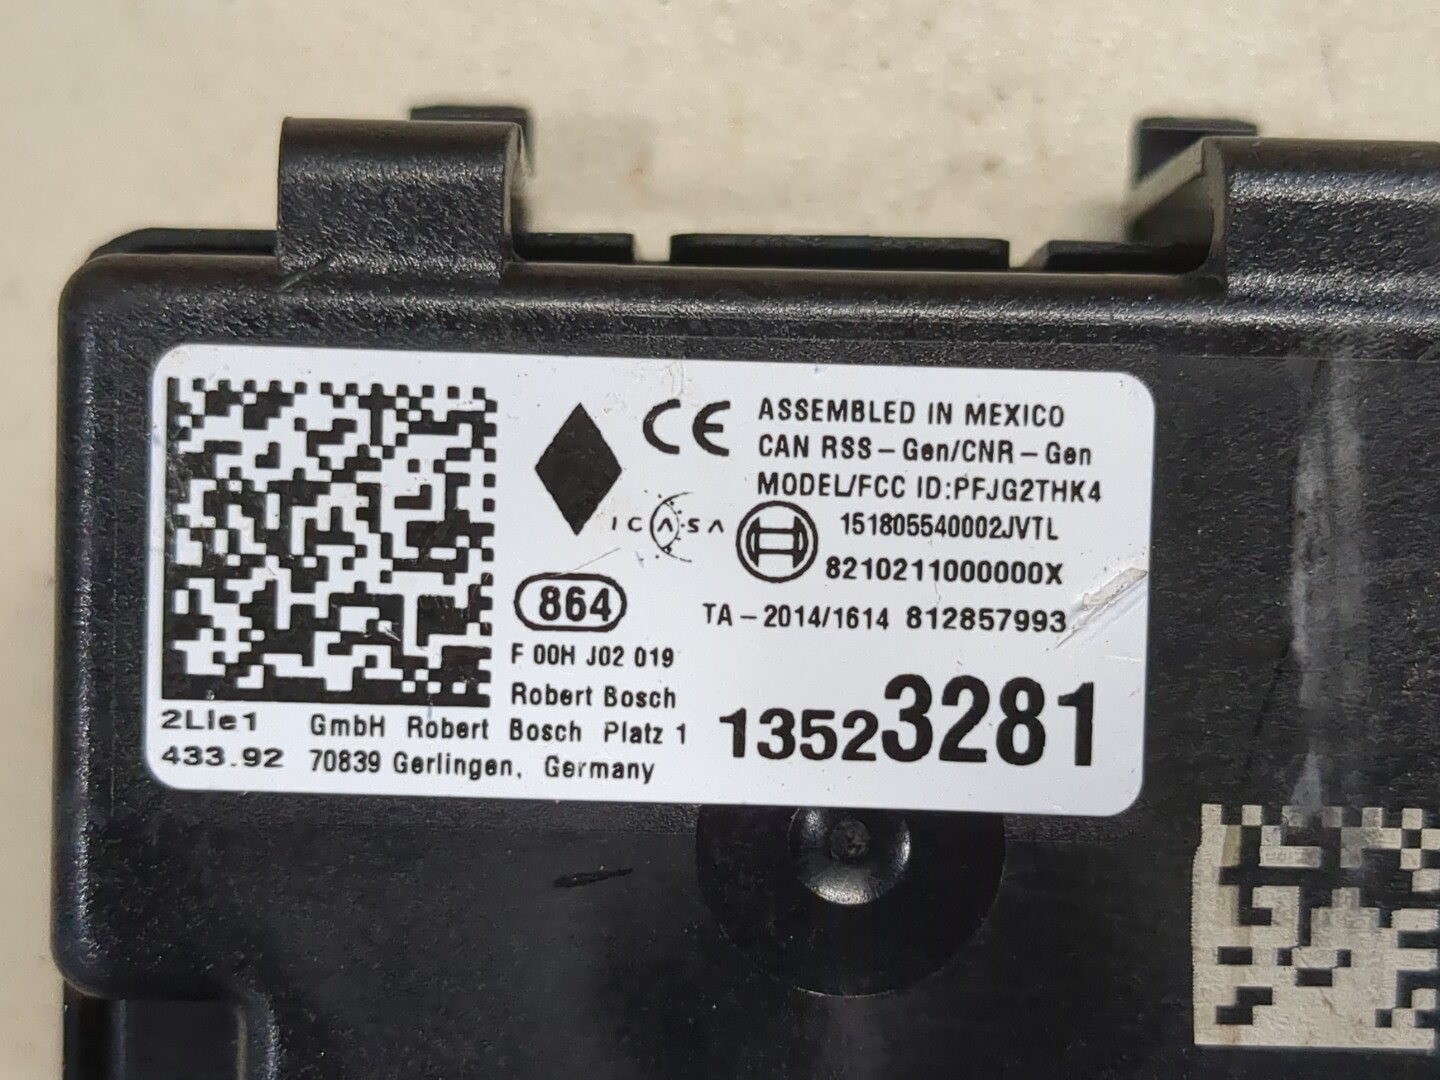 CE
ASSEMBLED IN MEXICO
CAN RSS-Gen/CNR-Gen
MODEL/FCC ID:PFJG2THK4
ICASA
151805540002JVTL
8210211000000X
864
TA-2014/1614 812857993
F 00H J02 019
Robert Bosch
GmbH Robert Bosch Platz 1
70839 Gerlingen, Germany
2LIe1
433.92
13523281